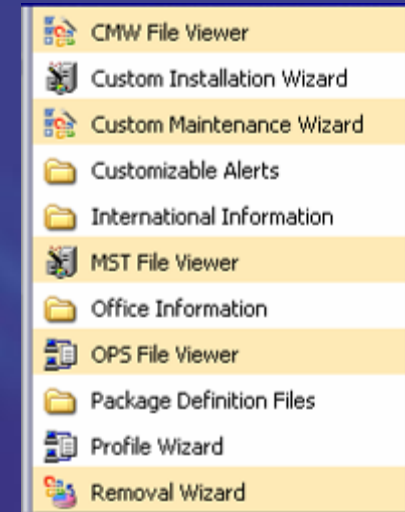 CMW File Viewer
Custom Installation Wizard
Custom Maintenance Wizard
Customizable Alerts
International Information
MST File Viewer
Office Information
OPS File Viewer
Package Definition Files
Profile Wizard
Removal Wizard